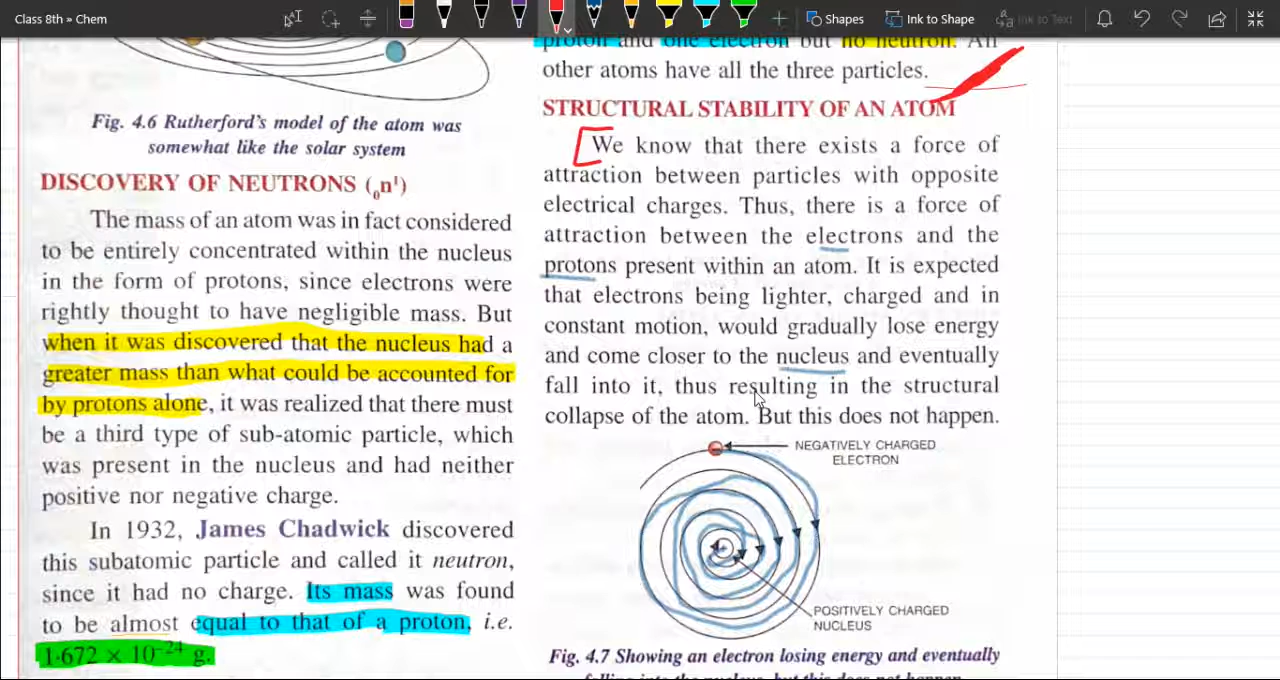 Class 8th » Chem
Shapes
Ink to Shape
Ink to Text
Fig. 4.6 Rutherford's model of the atom was
somewhat like the solar system
DISCOVERY OF NEUTRONS (₀n¹)
The mass of an atom was in fact considered
to be entirely concentrated within the nucleus
in the form of protons, since electrons were
rightly thought to have negligible mass. But
when it was discovered that the nucleus had a
greater mass than what could be accounted for
by protons alone, it was realized that there must
be a third type of sub-atomic particle, which
was present in the nucleus and had neither
positive nor negative charge.
In 1932, James Chadwick discovered
this subatomic particle and called it neutron,
since it had no charge. Its mass was found
to be almost equal to that of a proton, i.e.
1·672 × 10⁻²⁴ g.
proton and one electron but no neutron. All
other atoms have all the three particles.
STRUCTURAL STABILITY OF AN ATOM
We know that there exists a force of
attraction between particles with opposite
electrical charges. Thus, there is a force of
attraction between the electrons and the
protons present within an atom. It is expected
that electrons being lighter, charged and in
constant motion, would gradually lose energy
and come closer to the nucleus and eventually
fall into it, thus resulting in the structural
collapse of the atom. But this does not happen.
NEGATIVELY CHARGED
ELECTRON
POSITIVELY CHARGED
NUCLEUS
Fig. 4.7 Showing an electron losing energy and eventually
falling into the nucleus, but this does not happen